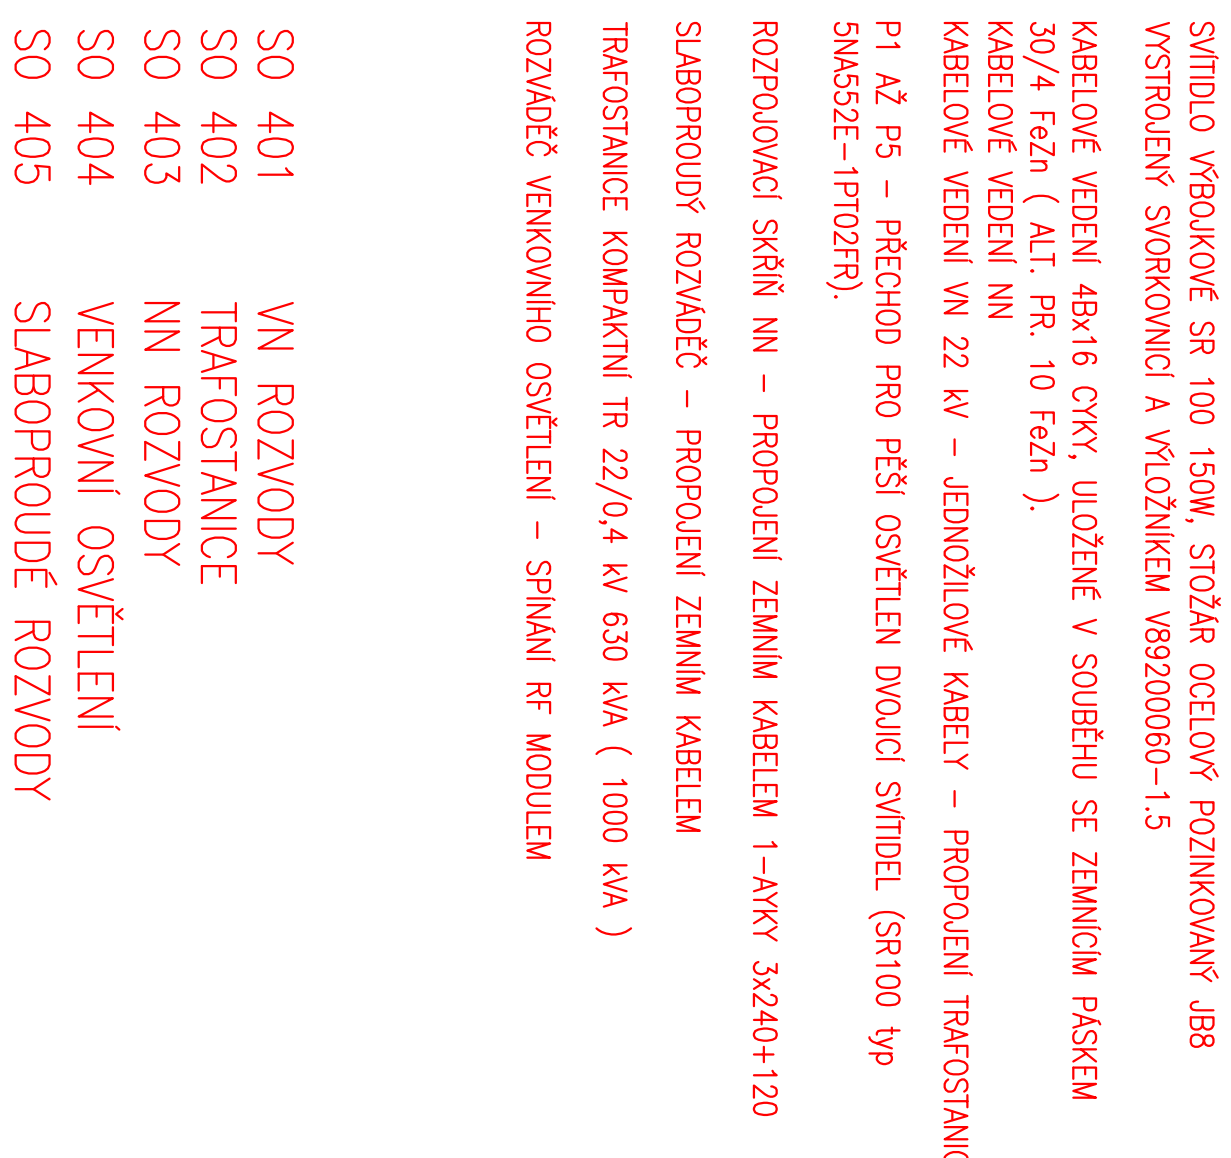 SVÍTIDLO VÝBOJKOVÉ SR 100 150W, STOŽÁR OCELOVÝ POZINKOVANÝ JB8
VYSTROJENÝ SVORKOVNICÍ A VÝLOŽNÍKEM V89200060-1.5
KABELOVÉ VEDENÍ 4Bx16 CYKY, ULOŽENÉ V SOUBĚHU SE ZEMNÍCÍM PÁSKEM
30/4 FeZn ( ALT. PR. 10 FeZn ).
KABELOVÉ VEDENÍ NN
KABELOVÉ VEDENÍ VN 22 kV - JEDNOŽILOVÉ KABELY - PROPOJENÍ
P1 AŽ P5 - PŘECHOD PRO PĚŠÍ OSVĚTLEN DVOJICÍ SVÍTIDEL (SR100 typ
5NA552E-1PT02FR).
ROZPOJOVACÍ SKŘÍŇ NN - PROPOJENÍ ZEMNÍM KABELEM 1-AYKY 3x240+120
SLABOPROUDÝ ROZVÁDĚČ - PROPOJENÍ ZEMNÍM KABELEM
TRAFOSTANICE KOMPAKTNÍ TR 22/0,4 kV 630 kVA ( 1000 kVA )
ROZVÁDĚČ VENKOVNÍHO OSVĚTLENÍ - SPÍNÁNÍ RF MODULEM
SO 401 VN ROZVODY
SO 402 TRAFOSTANICE
SO 403 NN ROZVODY
SO 404 VENKOVNÍ OSVĚTLENÍ
SO 405 SLABOPROUDÉ ROZVODY